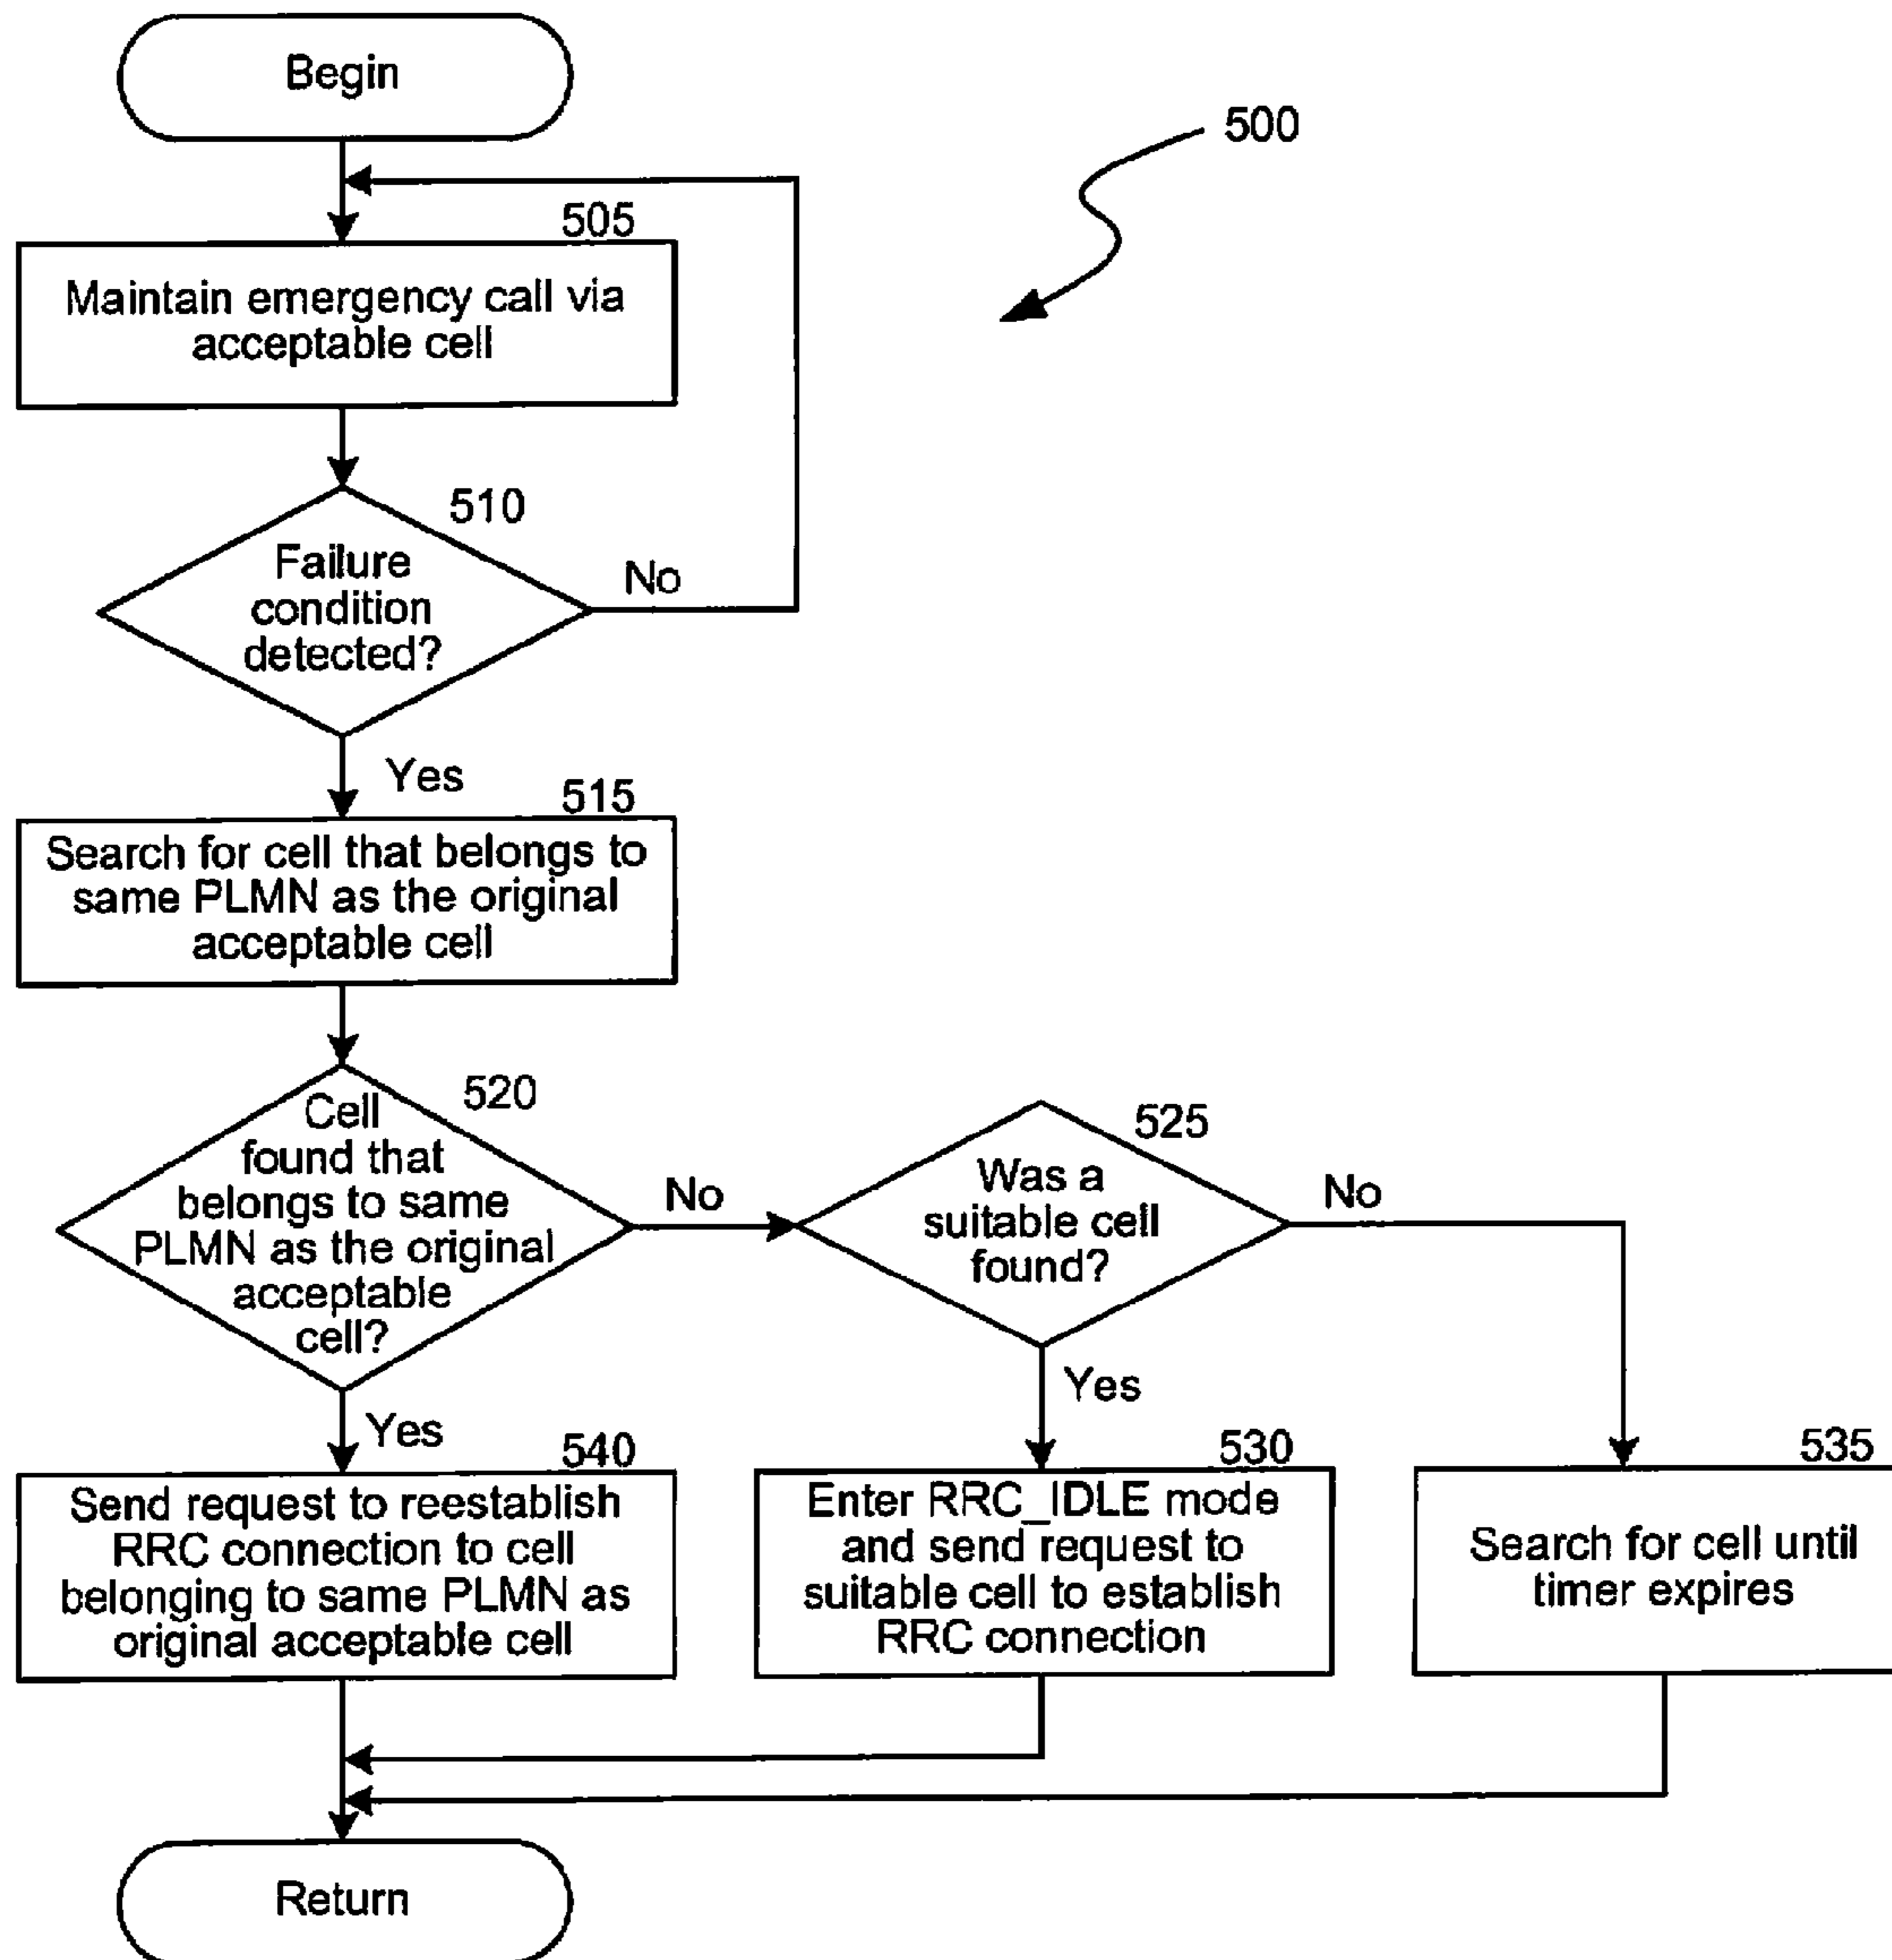 Begin
500
505
Maintain emergency call via
acceptable cell
510
Failure
condition
detected?
No
Yes
515
Search for cell that belongs to
same PLMN as the original
acceptable cell
520
Cell
found that
belongs to same
PLMN as the original
acceptable
cell?
No
525
Was a
suitable cell
found?
No
Yes
Yes
540
Send request to reestablish
RRC connection to cell
belonging to same PLMN as
original acceptable cell
530
Enter RRC_IDLE mode
and send request to
suitable cell to establish
RRC connection
535
Search for cell until
timer expires
Return